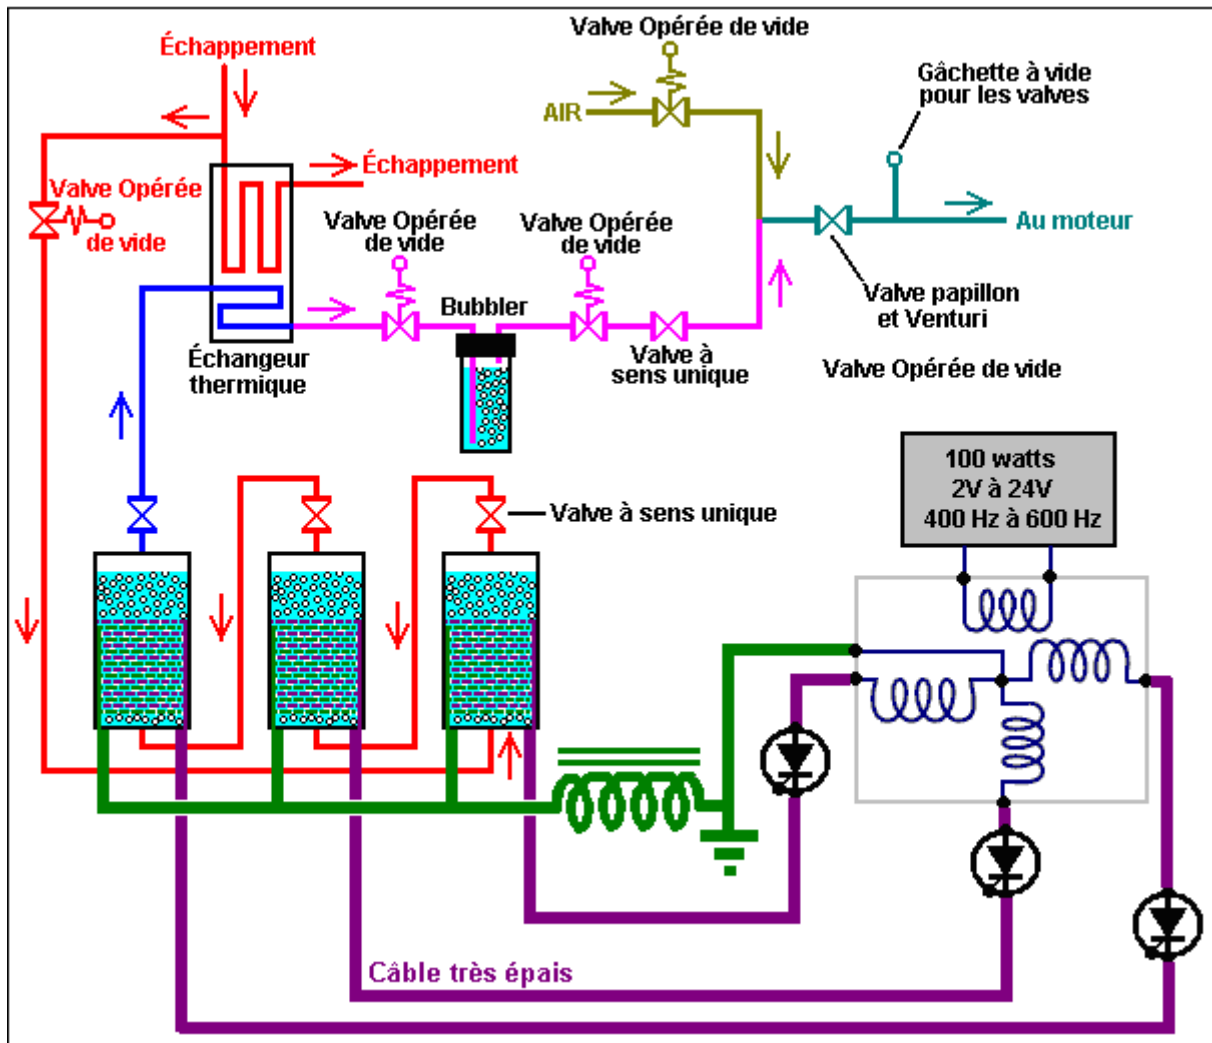 Échappement
Valve Opérée de vide
Gâchette à vide
pour les valves
AIR
Échappement
Valve Opérée
de vide
Valve Opérée
de vide
Valve Opérée
de vide
Au moteur
Bubbler
Valve papillon
et Venturi
Échangeur
thermique
Valve à
sens unique
Valve Opérée de vide
100 watts
2V à 24V
400 Hz à 600 Hz
Valve à sens unique
Câble très épais